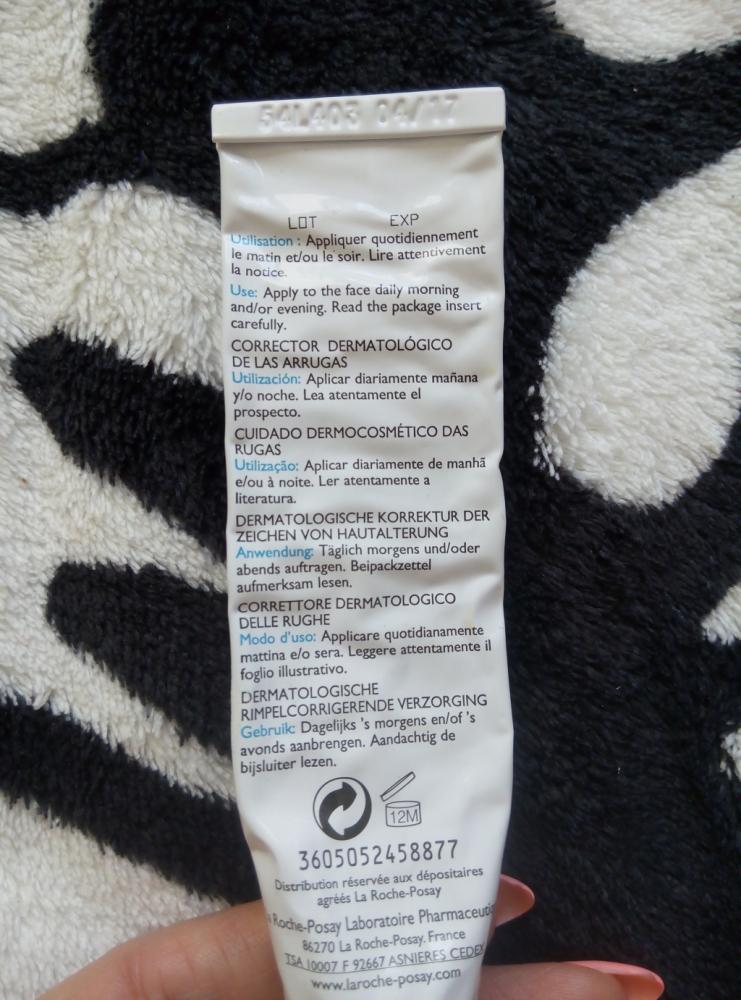 54L403 04/17
LOT EXP
Utilisation : Appliquer quotidiennement
le matin et/ou le soir. Lire attentivement
la notice.
Use: Apply to the face daily morning
and/or evening. Read the package insert
carefully.
CORRECTOR DERMATOLÓGICO
DE LAS ARRUGAS
Utilización: Aplicar diariamente mañana
y/o noche. Lea atentamente el
prospecto.
CUIDADO DERMOCOSMÉTICO DAS
RUGAS
Utilização: Aplicar diariamente de manhã
e/ou à noite. Ler atentamente a
literatura.
DERMATOLOGISCHE KORREKTUR DER
ZEICHEN VON HAUTALTERUNG
Anwendung: Täglich morgens und/oder
abends auftragen. Beipackzettel
aufmerksam lesen.
CORRETTORE DERMATOLOGICO
DELLE RUGHE
Modo d'uso: Applicare quotidianamente
mattina e/o sera. Leggere attentamente il
foglio illustrativo.
DERMATOLOGISCHE
RIMPELCORRIGERENDE VERZORGING
Gebruik: Dagelijks 's morgens en/of 's
avonds aanbrengen. Aandachtig de
bijsluiter lezen.
12M
3605052458877
Distribution réservée aux dépositaires
agréés La Roche-Posay
Roche-Posay Laboratoire Pharmaceutiq
86270 La Roche-Posay. France
TSA 10007 F 92667 ASNIERES CEDEX
www.laroche-posay.com